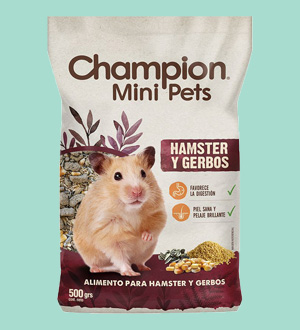 Champion®
Mini Pets
HAMSTER
Y GERBOS
FAVORECE
LA DIGESTIÓN
PIEL SANA Y
PELAJE BRILLANTE
500 grs
ALIMENTO PARA HAMSTER Y GERBOS